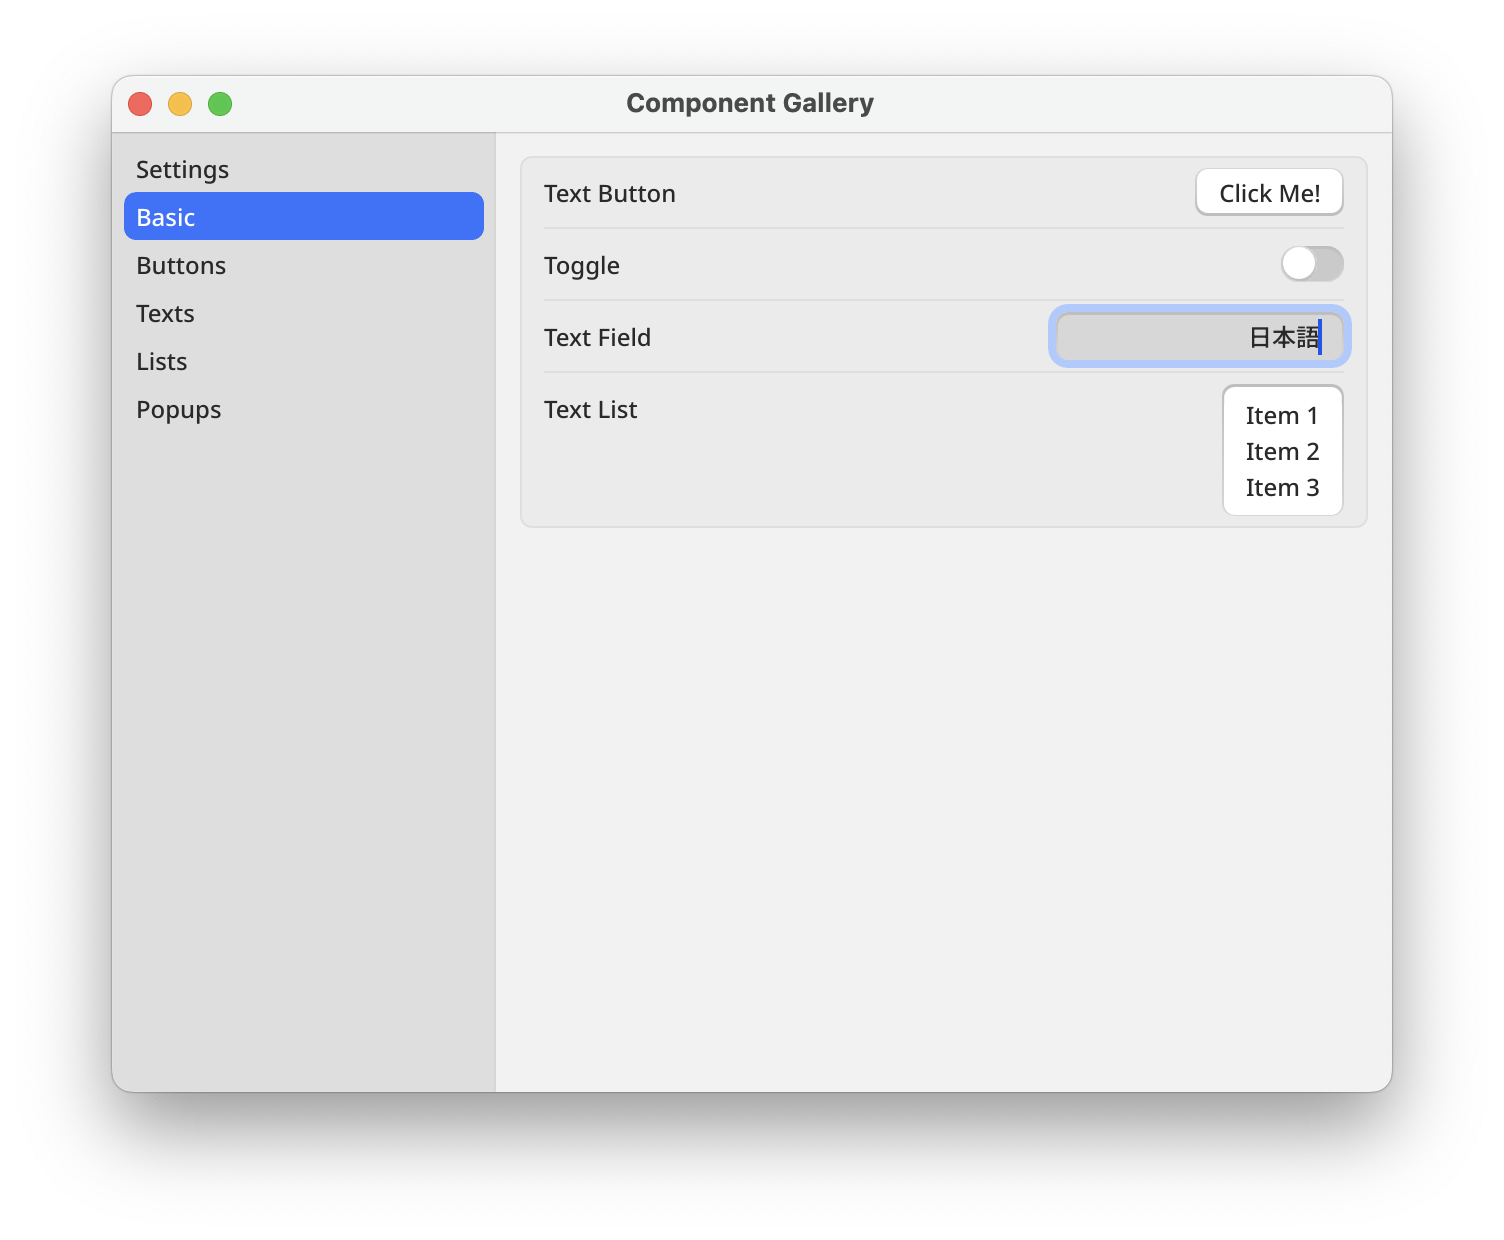 Component Gallery
Settings
Basic
Buttons
Texts
Lists
Popups
Text Button
Click Me!
Toggle
Text Field
日本語
Text List
Item 1
Item 2
Item 3